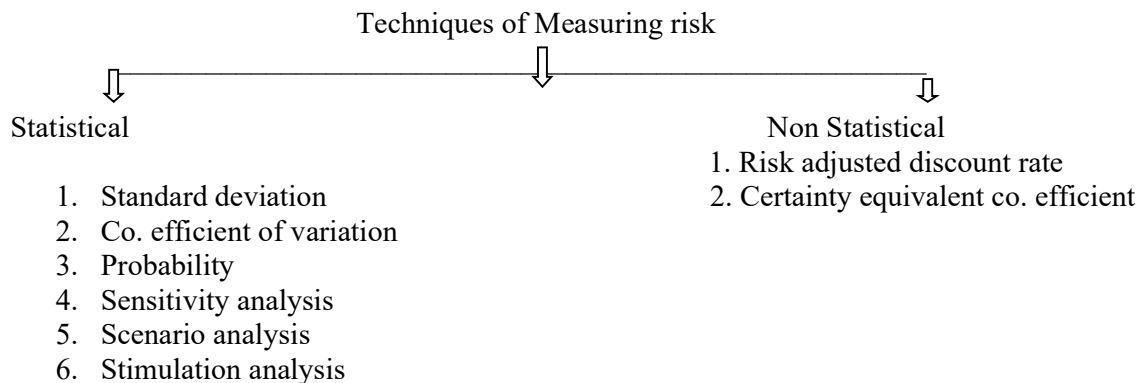 Techniques of Measuring risk
Statistical
1. Standard deviation
2. Co. efficient of variation
3. Probability
4. Sensitivity analysis
5. Scenario analysis
6. Stimulation analysis
Non Statistical
1. Risk adjusted discount rate
2. Certainty equivalent co. efficient